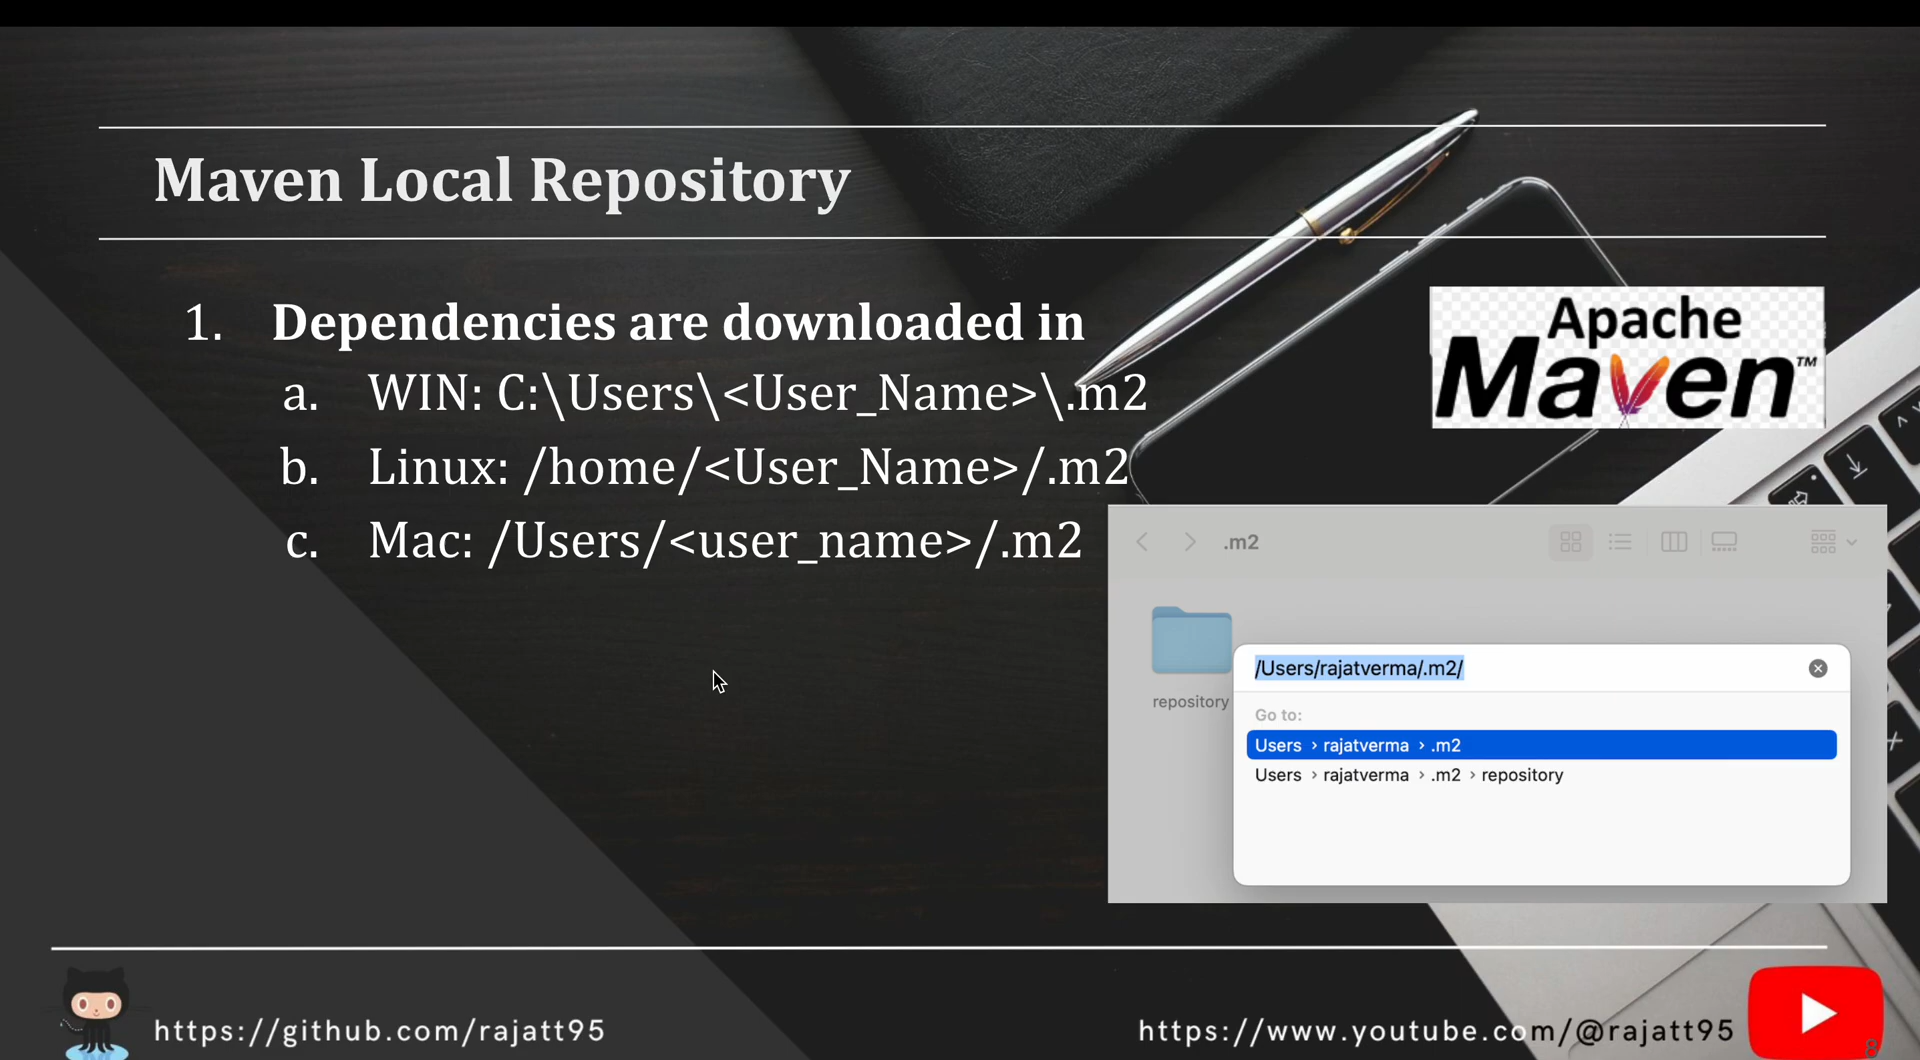 Maven Local Repository
1. Dependencies are downloaded in
a. WIN: C:\Users\<User_Name>\.m2
b. Linux: /home/<User_Name>/.m2
c. Mac: /Users/<user_name>/.m2
Apache
Maven™
.m2
repository
/Users/rajatverma/.m2/
Go to:
Users › rajatverma › .m2
Users › rajatverma › .m2 › repository
https://github.com/rajatt95
https://www.youtube.com/@rajatt95
8